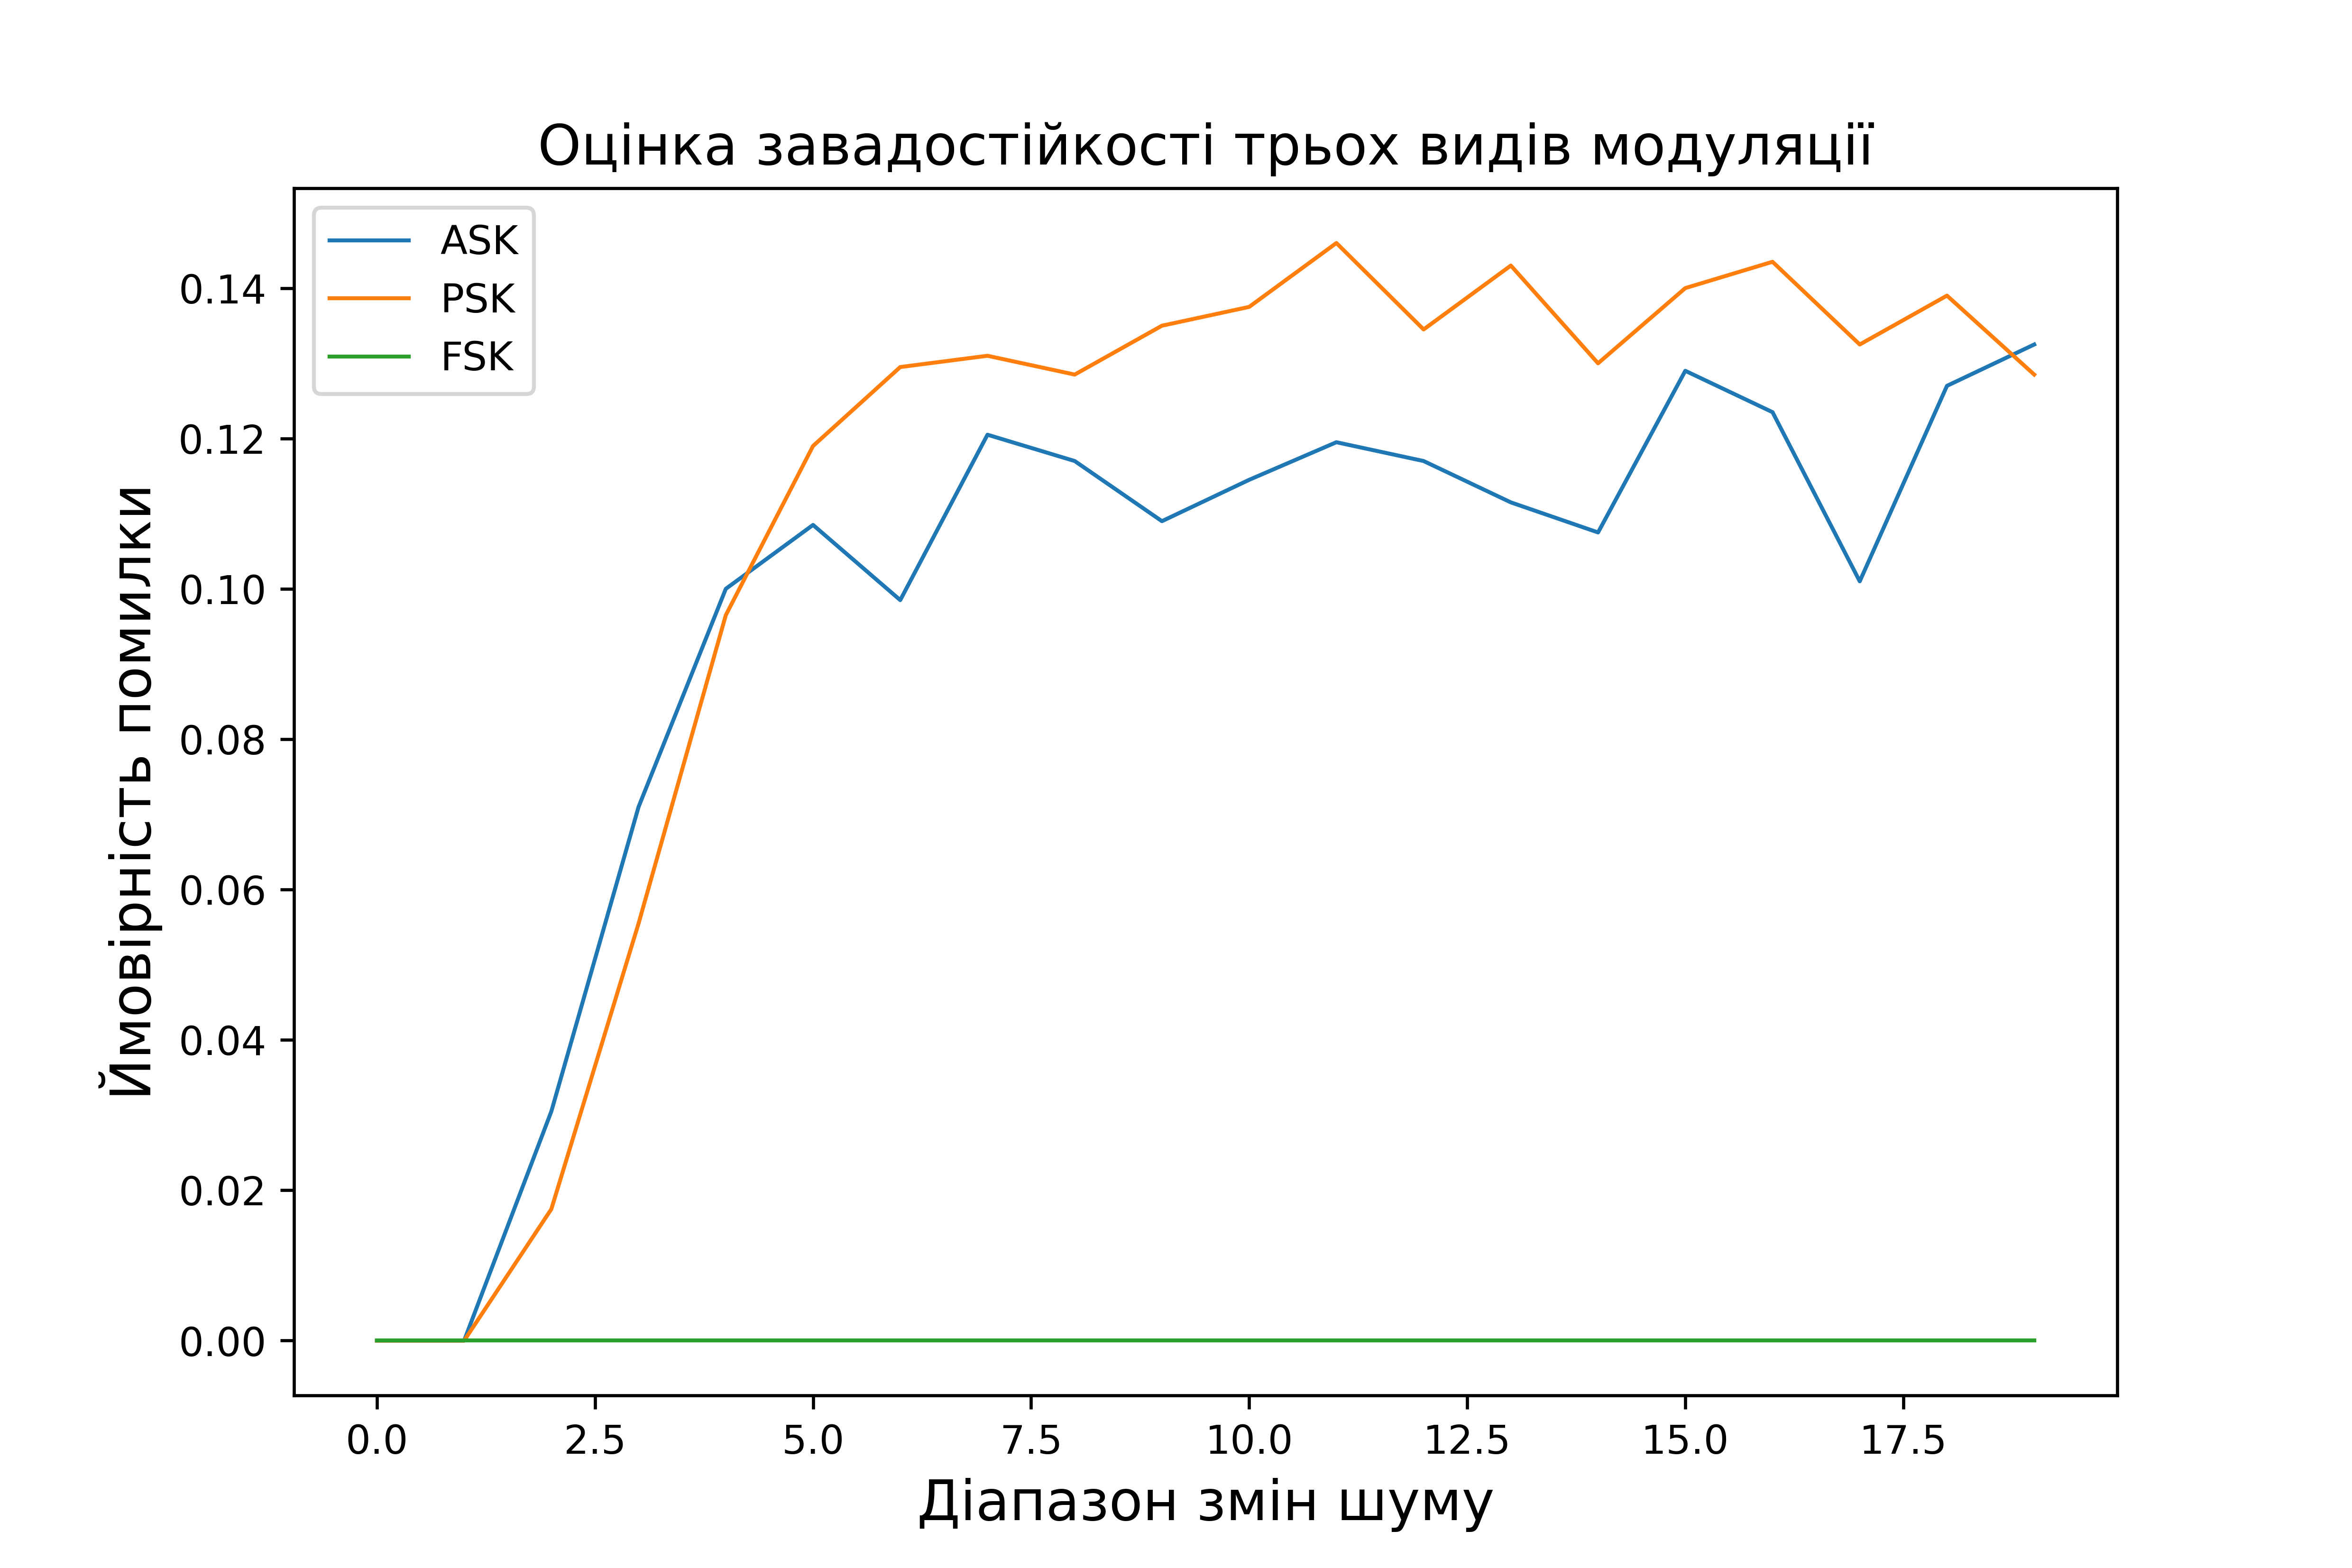 Оцінка завадостійкості трьох видів модуляції
ASK
PSK
FSK
0.14
0.12
0.10
0.08
0.06
0.04
0.02
0.00
Ймовірність помилки
0.0 2.5 5.0 7.5 10.0 12.5 15.0 17.5
Діапазон змін шуму